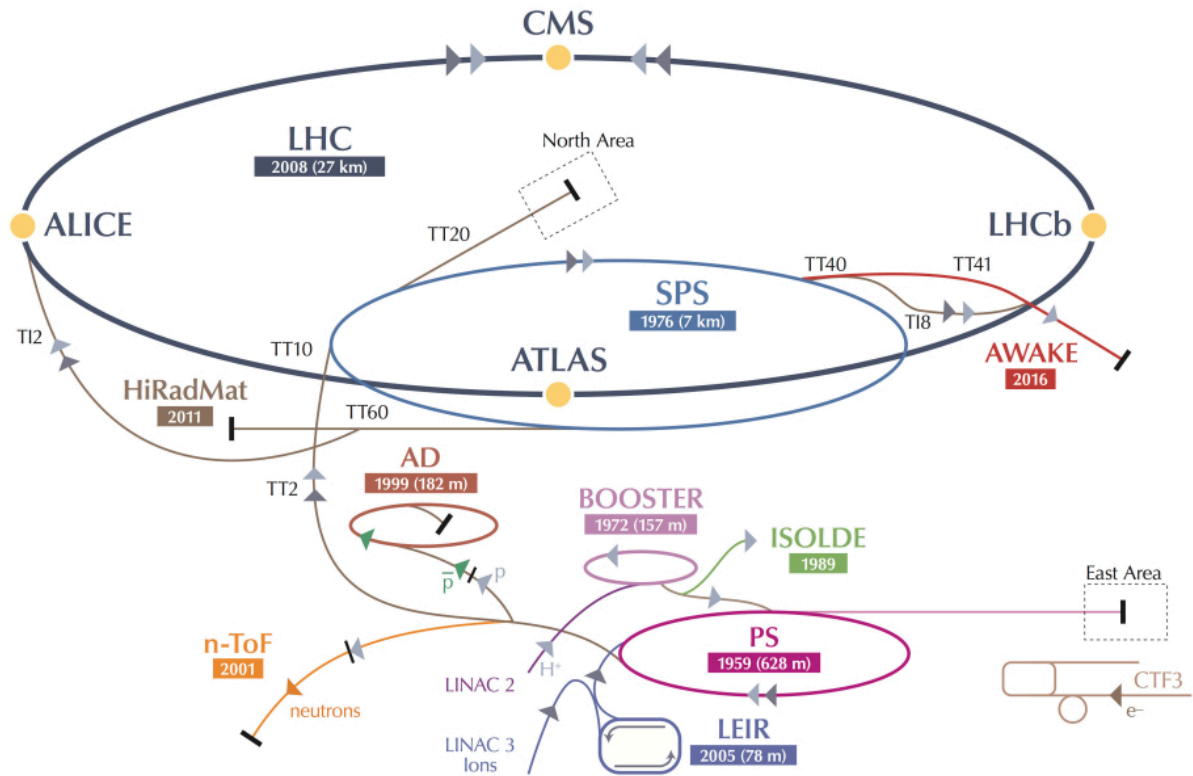 CMS
LHC
2008 (27 km)
North Area
ALICE
TT20
LHCb
TT40
TT41
SPS
1976 (7 km)
TI8
TI2
TT10
ATLAS
AWAKE
2016
HiRadMat
2011
TT60
AD
1999 (182 m)
TT2
BOOSTER
1972 (157 m)
ISOLDE
1989
p̅
p
East Area
n-ToF
2001
PS
1959 (628 m)
H⁺
LINAC 2
neutrons
CTF3
e⁻
LEIR
2005 (78 m)
LINAC 3
Ions